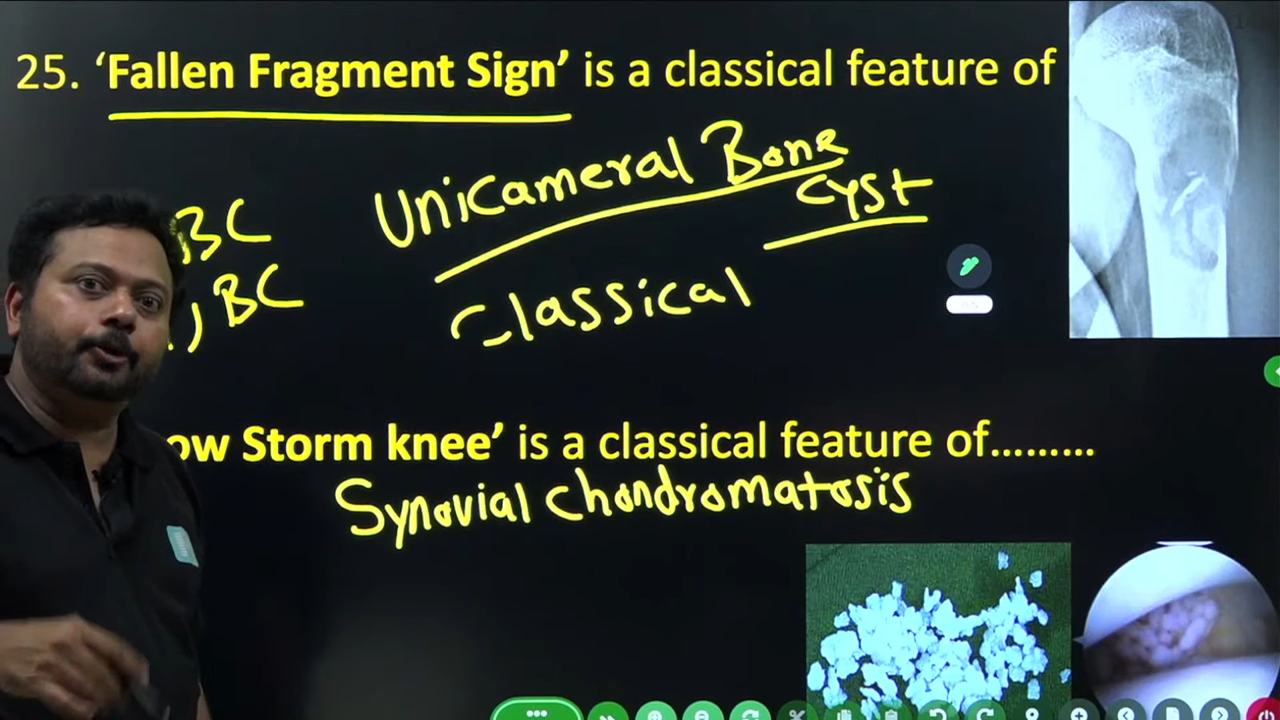 25. ‘Fallen Fragment Sign’ is a classical feature of
Unicameral Bone
Cyst
BC
BC
Classical
ow Storm knee’ is a classical feature of.........
Synovial Chondromatosis